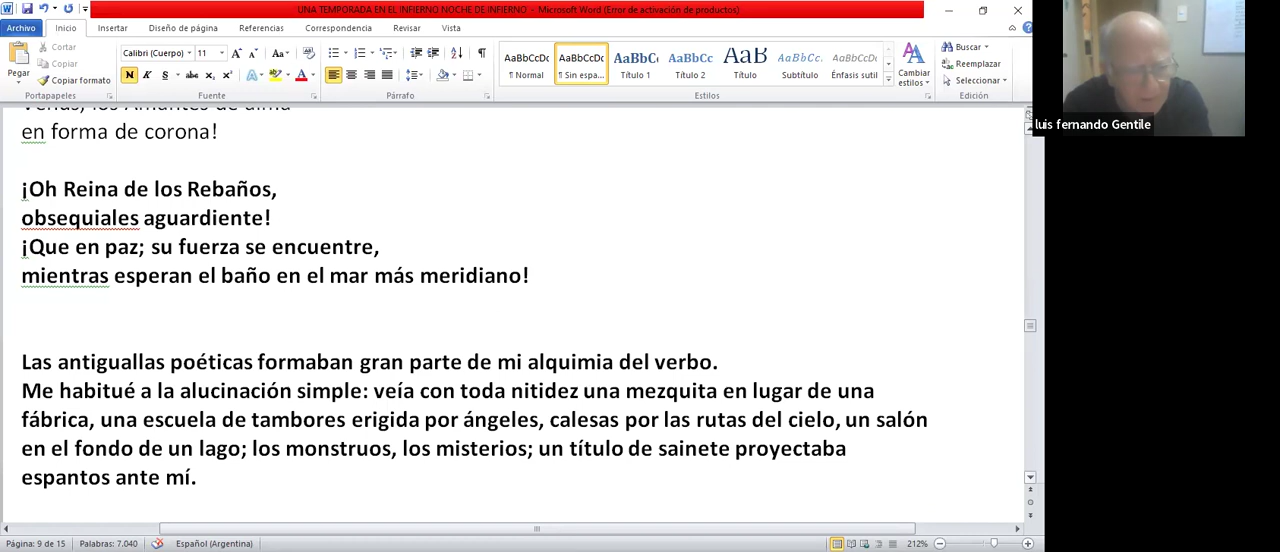 UNA TEMPORADA EN EL INFIERNO NOCHE DE INFIERNO - Microsoft Word (Error de activación de productos)
Archivo Inicio Insertar Diseño de página Referencias Correspondencia Revisar Vista
Pegar
Cortar
Copiar
Copiar formato
Portapapeles
Calibri (Cuerpo) 11
N K S abc x₂ x²
Fuente
Párrafo
AaBbCcDc AaBbCcDc AaBbC AaBbCc AaB AaBbCc. AaBbCcDc
¶ Normal ¶ Sin espa... Título 1 Título 2 Título Subtítulo Énfasis sutil
Cambiar estilos
Estilos
Buscar
Reemplazar
Seleccionar
Edición
luis fernando Gentile
Venus, los Amantes de alma
en forma de corona!
¡Oh Reina de los Rebaños,
obsequiales aguardiente!
¡Que en paz; su fuerza se encuentre,
mientras esperan el baño en el mar más meridiano!
Las antiguallas poéticas formaban gran parte de mi alquimia del verbo.
Me habitué a la alucinación simple: veía con toda nitidez una mezquita en lugar de una
fábrica, una escuela de tambores erigida por ángeles, calesas por las rutas del cielo, un salón
en el fondo de un lago; los monstruos, los misterios; un título de sainete proyectaba
espantos ante mí.
Página: 9 de 15 Palabras: 7.040 Español (Argentina) 212%